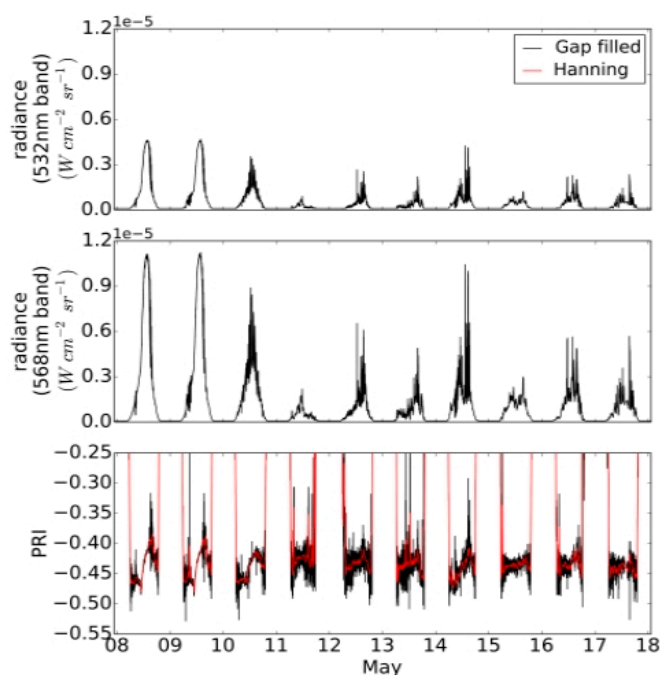 1e−5
1.2
0.9
0.6
0.3
0.0
radiance
(532nm band)
(W cm−2 sr−1)
Gap filled
Hanning
1e−5
1.2
0.9
0.6
0.3
0.0
radiance
(568nm band)
(W cm−2 sr−1)
−0.25
−0.30
−0.35
−0.40
−0.45
−0.50
−0.55
PRI
08 09 10 11 12 13 14 15 16 17 18
May